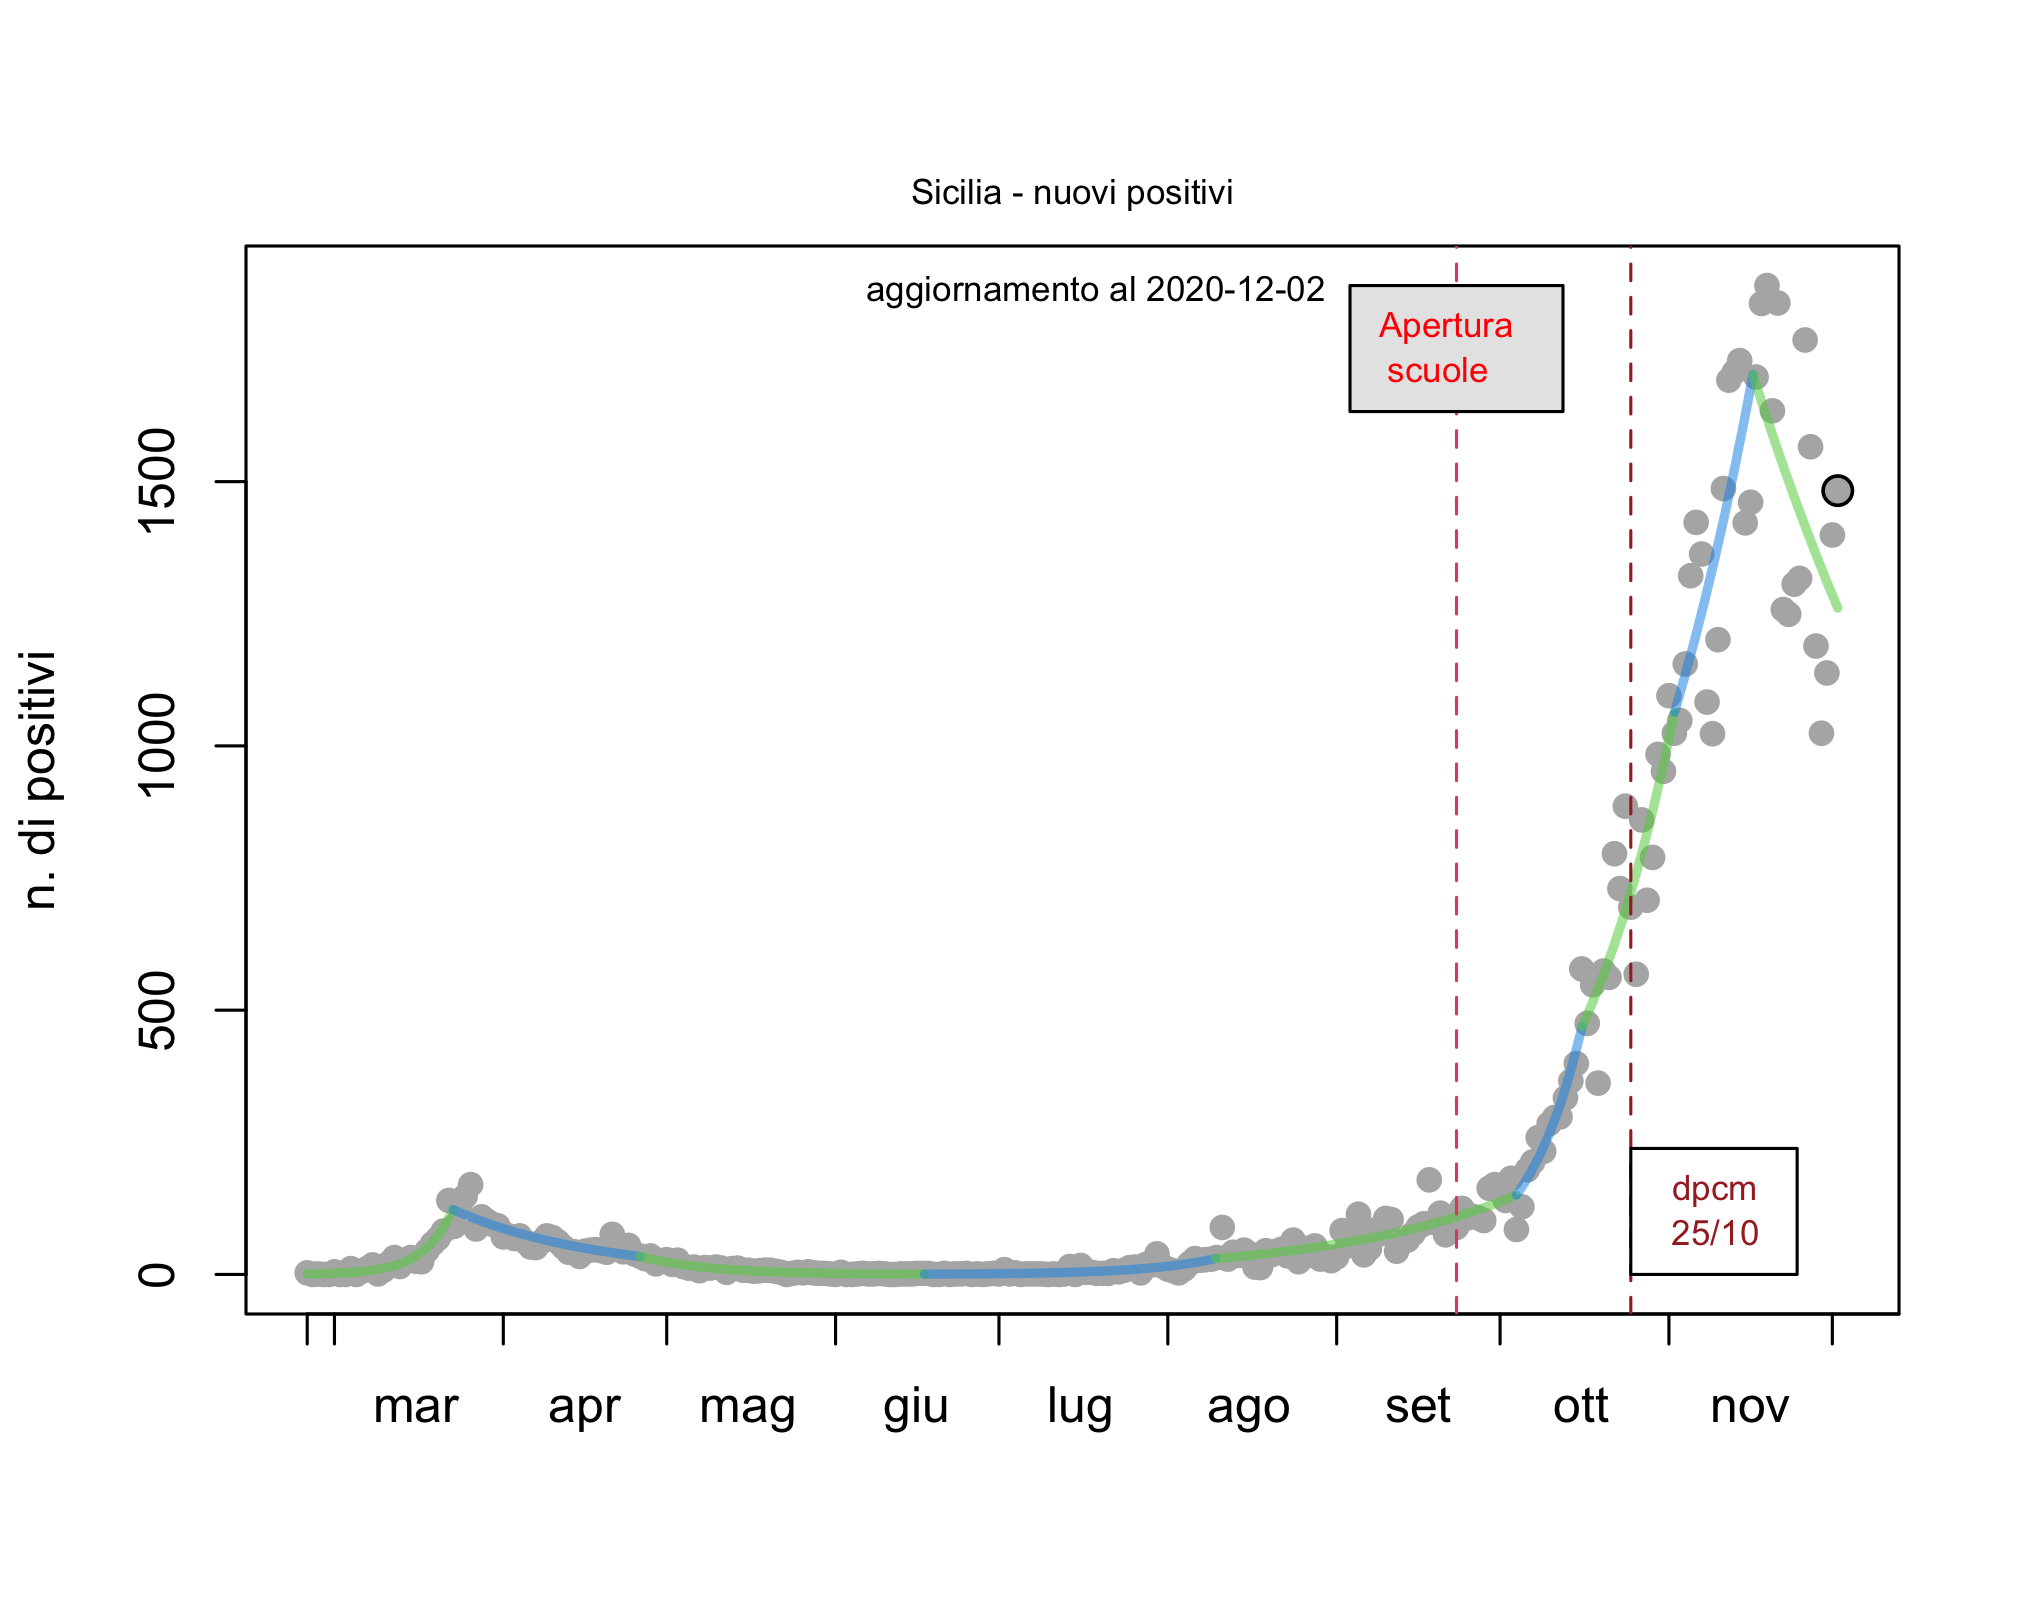 Sicilia - nuovi positivi
aggiornamento al 2020-12-02
Apertura
scuole
n. di positivi
1500
1000
500
0
dpcm
25/10
mar apr mag giu lug ago set ott nov